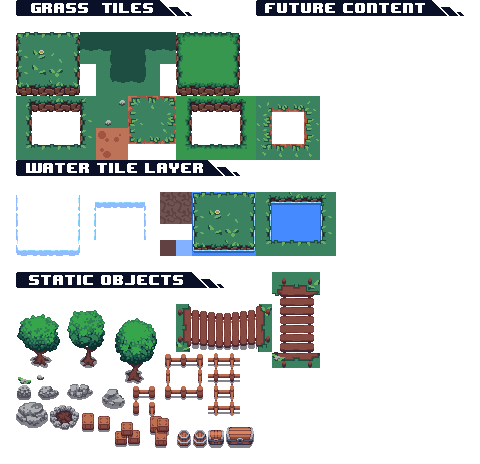 GRASS TILES
FUTURE CONTENT
WATER TILE LAYER
STATIC OBJECTS